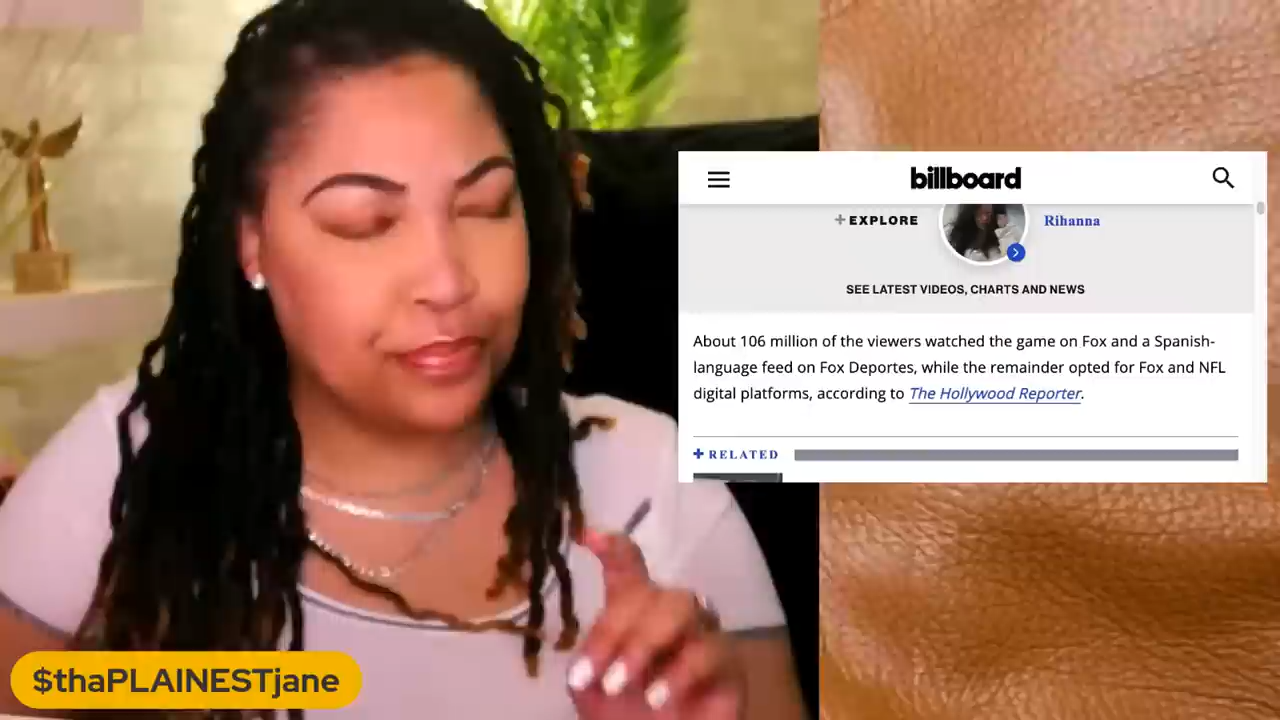 billboard
+EXPLORE
Rihanna
SEE LATEST VIDEOS, CHARTS AND NEWS
About 106 million of the viewers watched the game on Fox and a Spanish-
language feed on Fox Deportes, while the remainder opted for Fox and NFL
digital platforms, according to The Hollywood Reporter.
+ RELATED
$thaPLAINESTjane